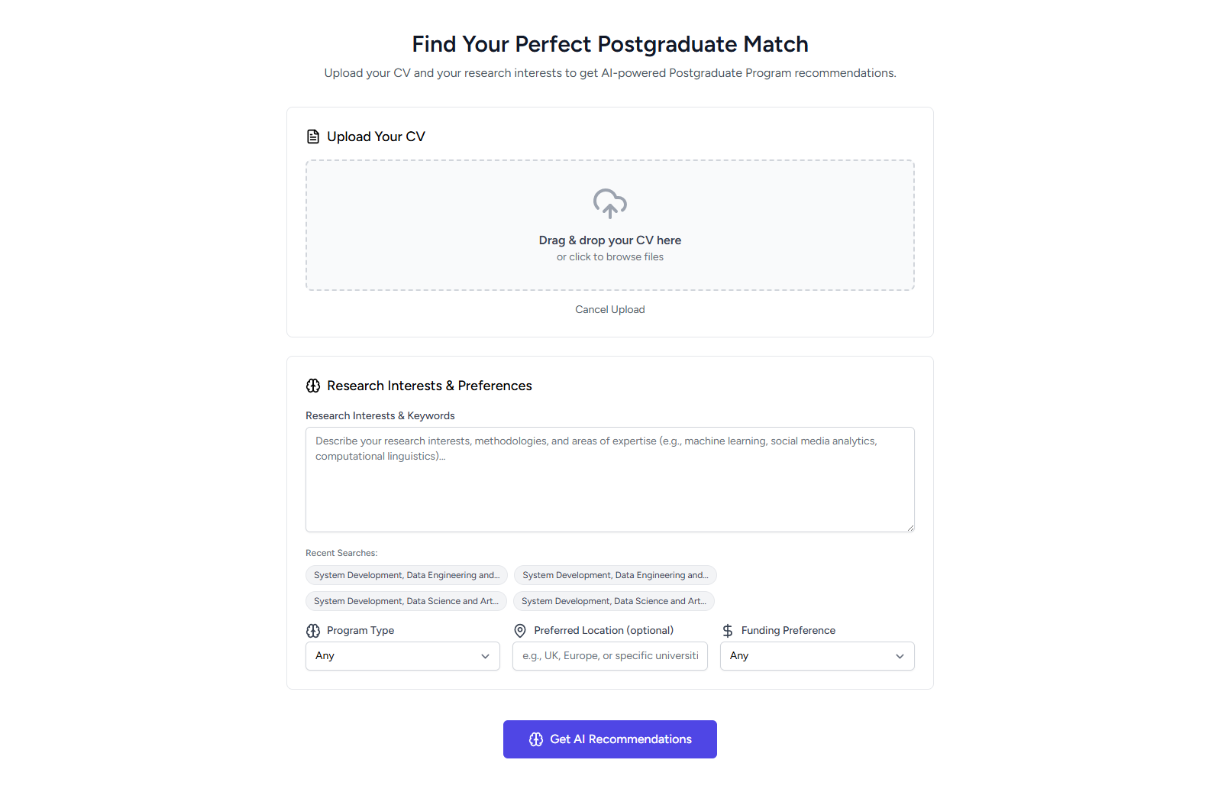 Find Your Perfect Postgraduate Match
Upload your CV and your research interests to get AI-powered Postgraduate Program recommendations.
Upload Your CV
Drag & drop your CV here
or click to browse files
Cancel Upload
Research Interests & Preferences
Research Interests & Keywords
Describe your research interests, methodologies, and areas of expertise (e.g., machine learning, social media analytics,
computational linguistics)...
Recent Searches:
System Development, Data Engineering and... System Development, Data Engineering and...
System Development, Data Science and Art... System Development, Data Science and Art...
Program Type Preferred Location (optional) Funding Preference
Any e.g., UK, Europe, or specific universiti Any
Get AI Recommendations